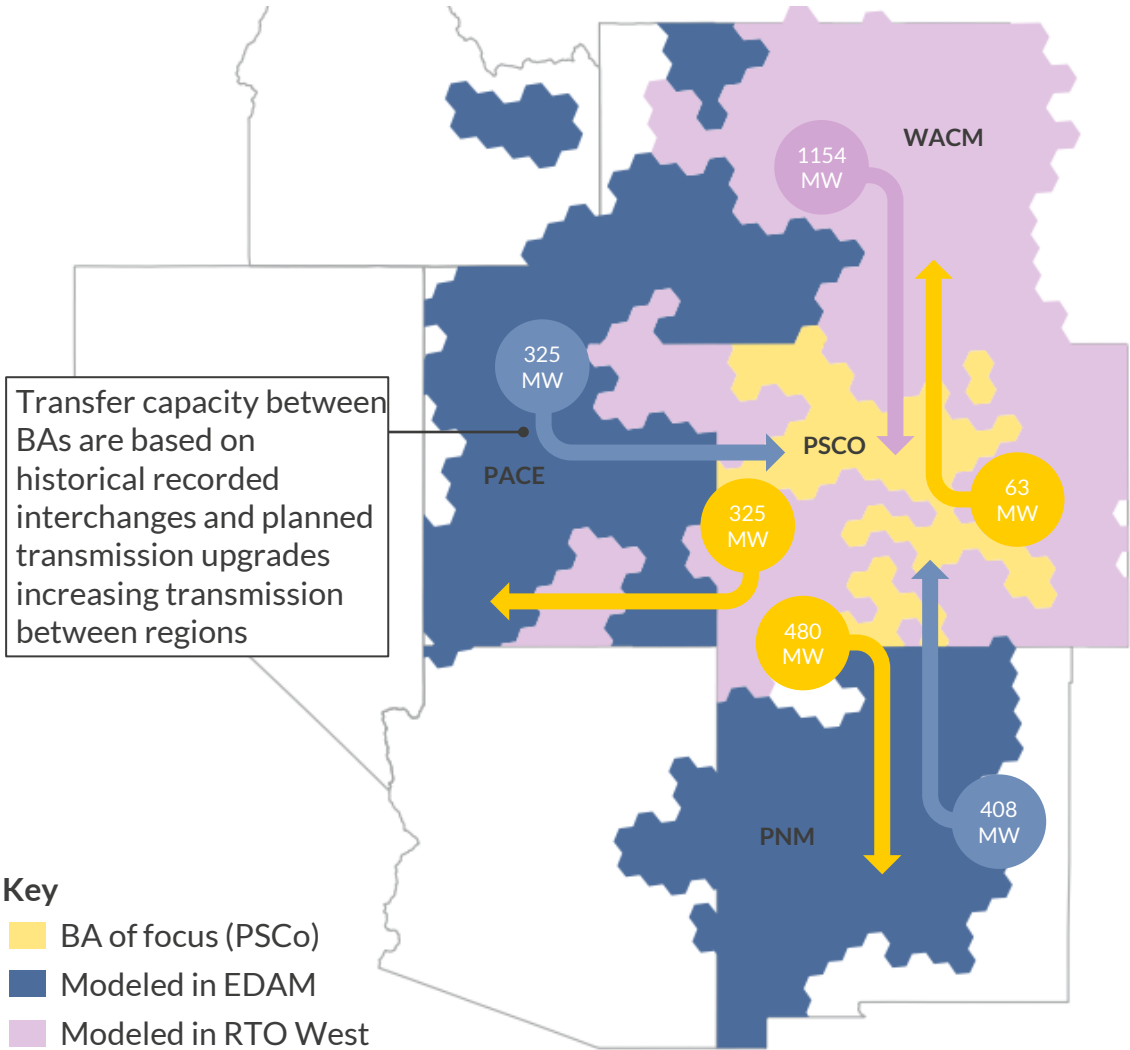 WACM
1154
MW
325
MW
Transfer capacity between
BAs are based on
historical recorded
interchanges and planned
transmission upgrades
increasing transmission
between regions
PSCO
PACE
63
MW
325
MW
480
MW
408
MW
PNM
Key
BA of focus (PSCo)
Modeled in EDAM
Modeled in RTO West